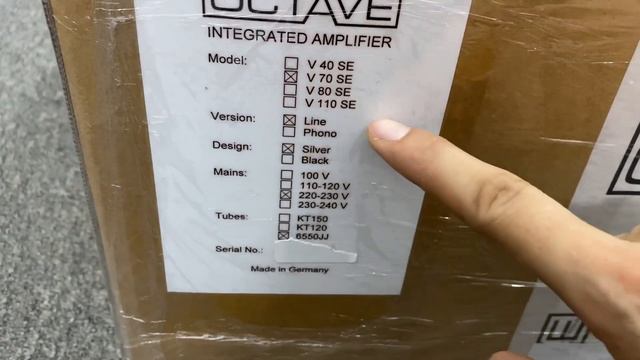 OCTAVE
INTEGRATED AMPLIFIER
Model: V 40 SE
V 70 SE
V 80 SE
V 110 SE
Version: Line
Phono
Design: Silver
Black
Mains: 100 V
110-120 V
220-230 V
230-240 V
Tubes: KT150
KT120
6550JJ
Serial No.:
Made in Germany